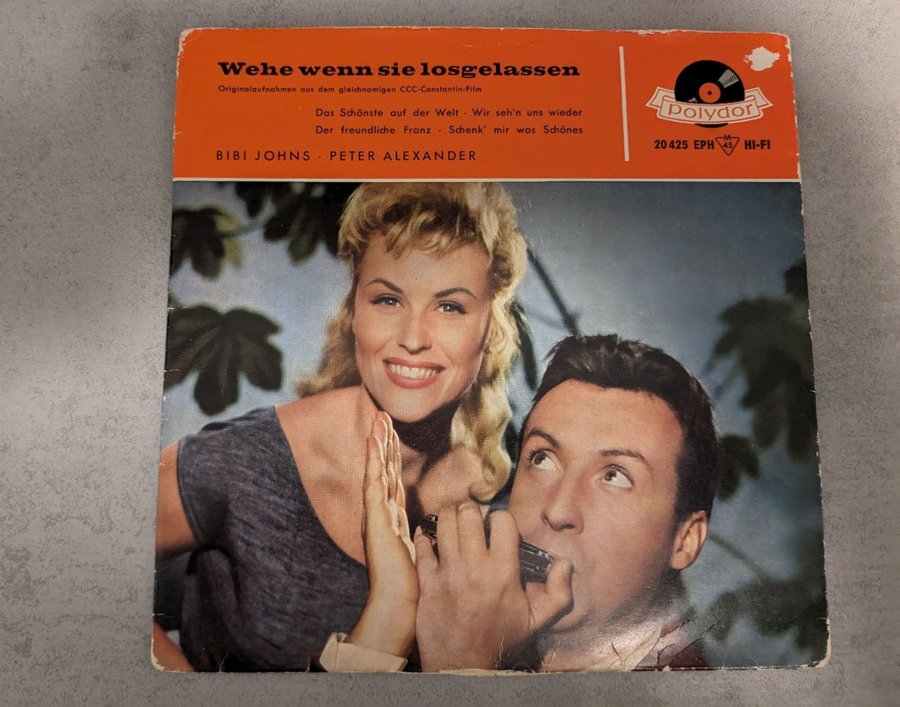 Wehe wenn sie losgelassen
Originalaufnahmen aus dem gleichnamigen CCC-Constantin-Film
Das Schönste auf der Welt · Wir seh'n uns wieder
Der freundliche Franz · Schenk' mir was Schönes
BIBI JOHNS · PETER ALEXANDER
polydor
20 425 EPH M 45 HI-FI